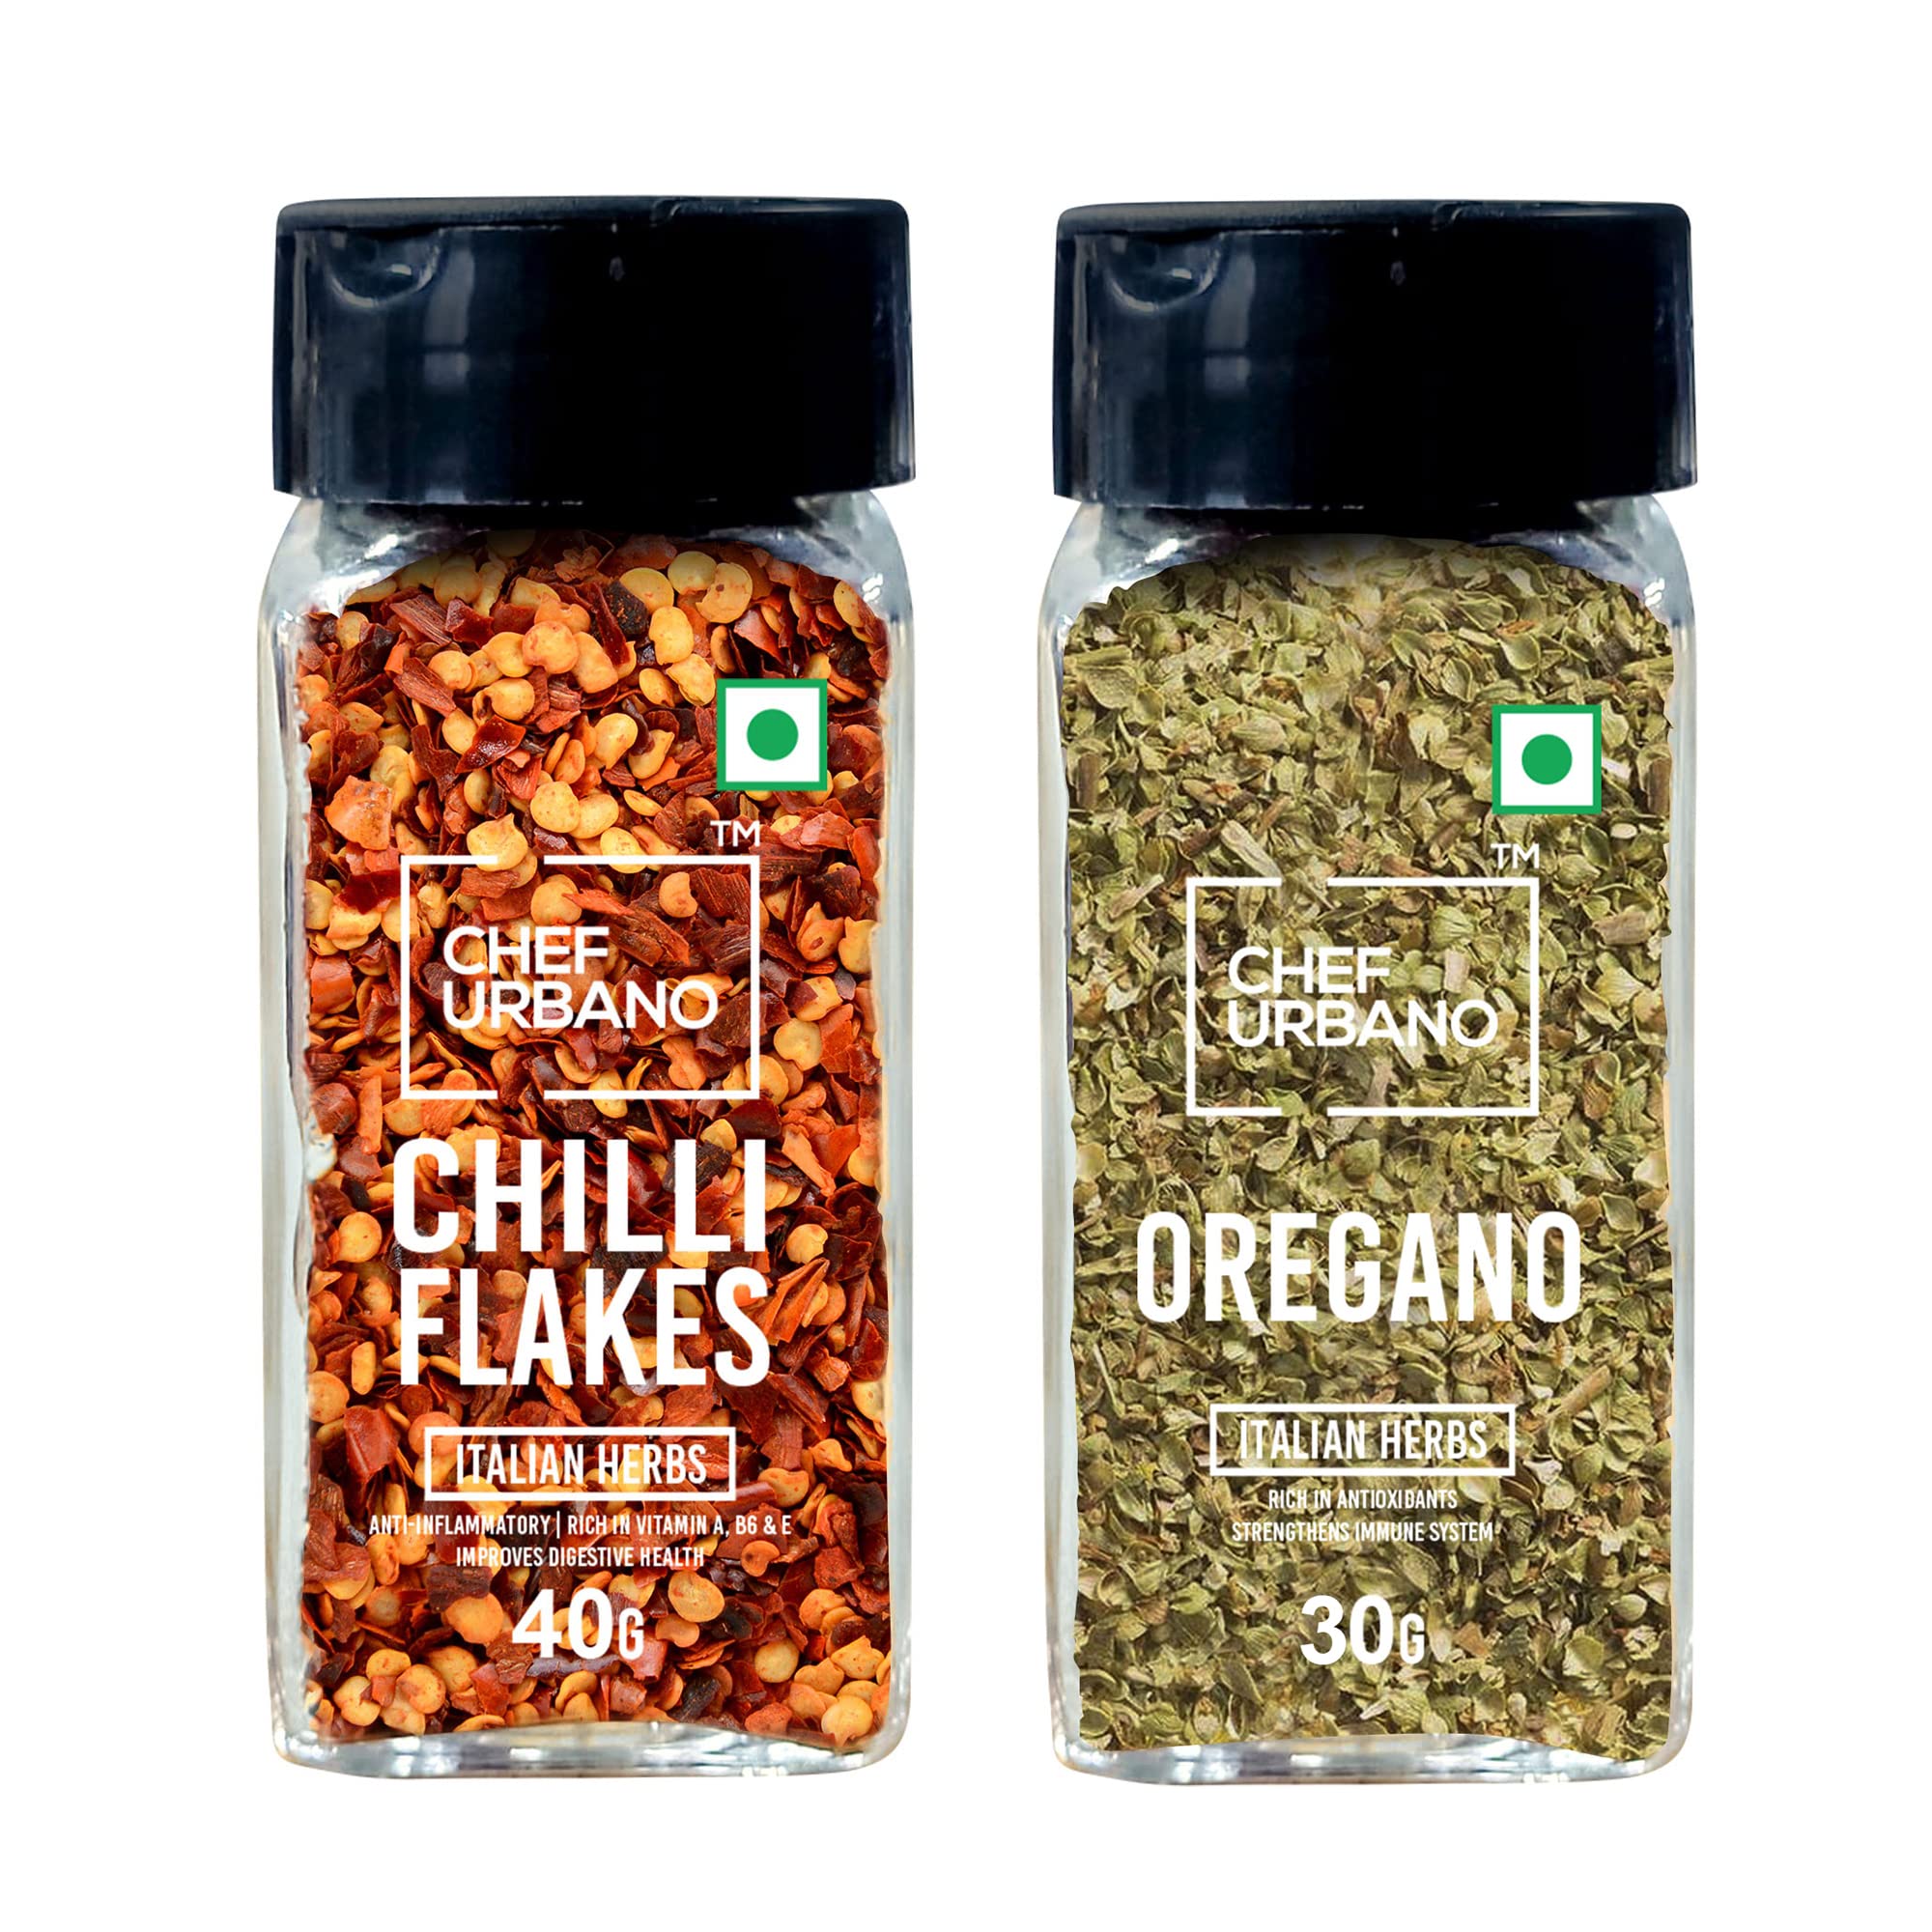 TM
CHEF
URBANO
CHILLI
FLAKES
ITALIAN HERBS
ANTI-INFLAMMATORY | RICH IN VITAMIN A, B6 & E
IMPROVES DIGESTIVE HEALTH
40G
TM
CHEF
URBANO
OREGANO
ITALIAN HERBS
RICH IN ANTIOXIDANTS
STRENGTHENS IMMUNE SYSTEM
30G